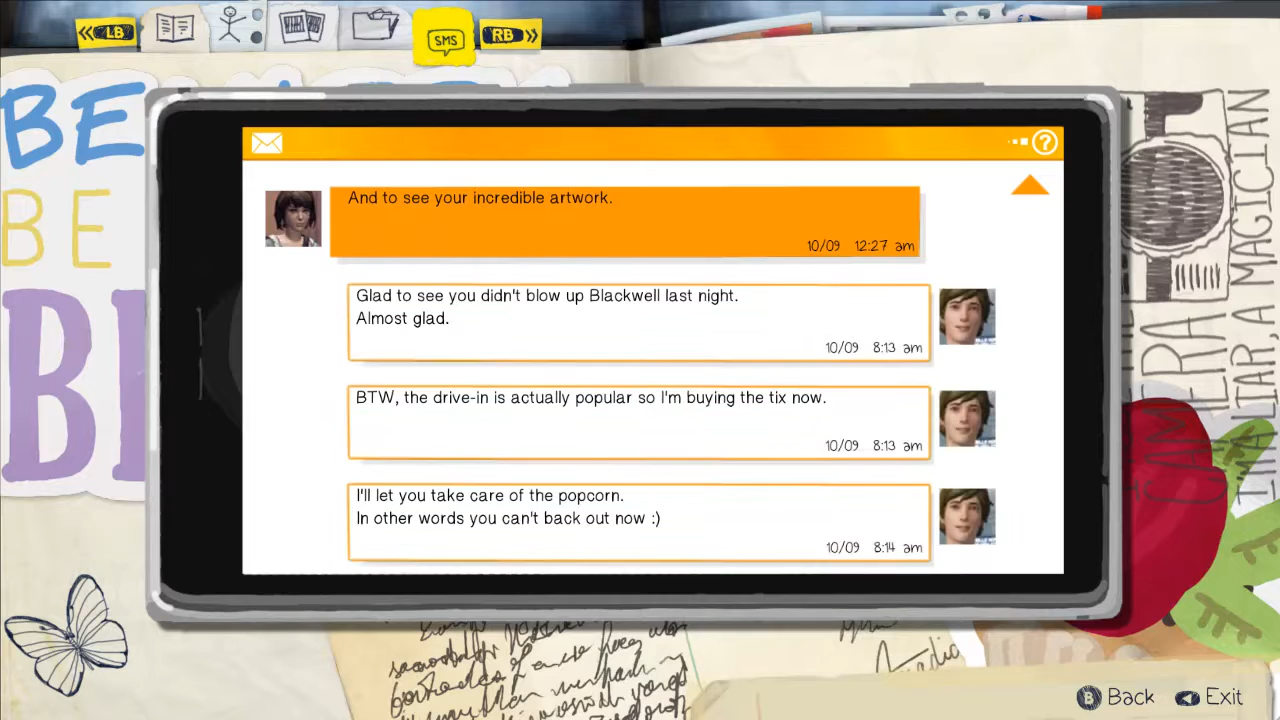 LB
SMS
RB
And to see your incredible artwork.
10/09 12:27 am
Glad to see you didn't blow up Blackwell last night.
Almost glad.
10/09 8:13 am
BTW, the drive-in is actually popular so I'm buying the tix now.
10/09 8:13 am
I'll let you take care of the popcorn.
In other words you can't back out now :)
10/09 8:14 am
BE
BE
B
CAMERA
I'M A LIAR, A MAGICIAN
B Back
Exit